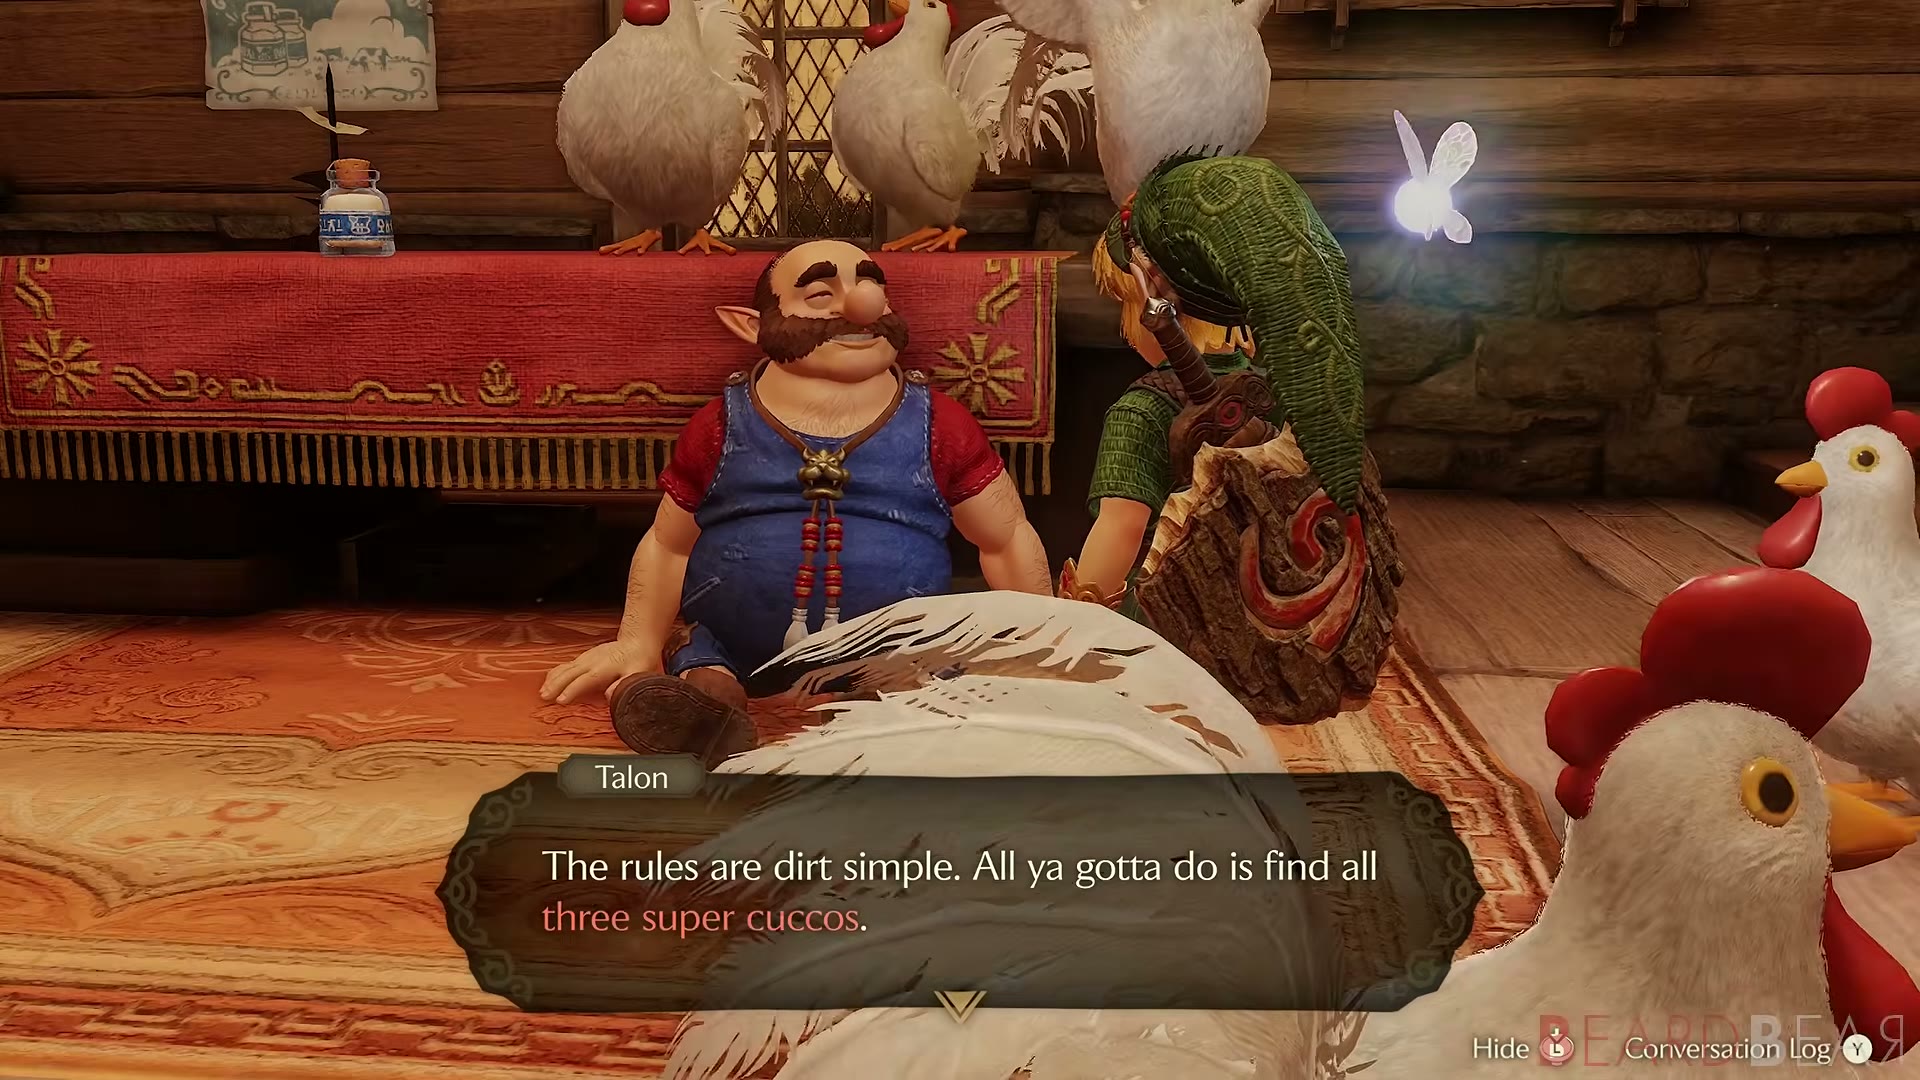 Talon
The rules are dirt simple. All ya gotta do is find all
three super cuccos.
Hide L Conversation Log Y
BEARDBEAR